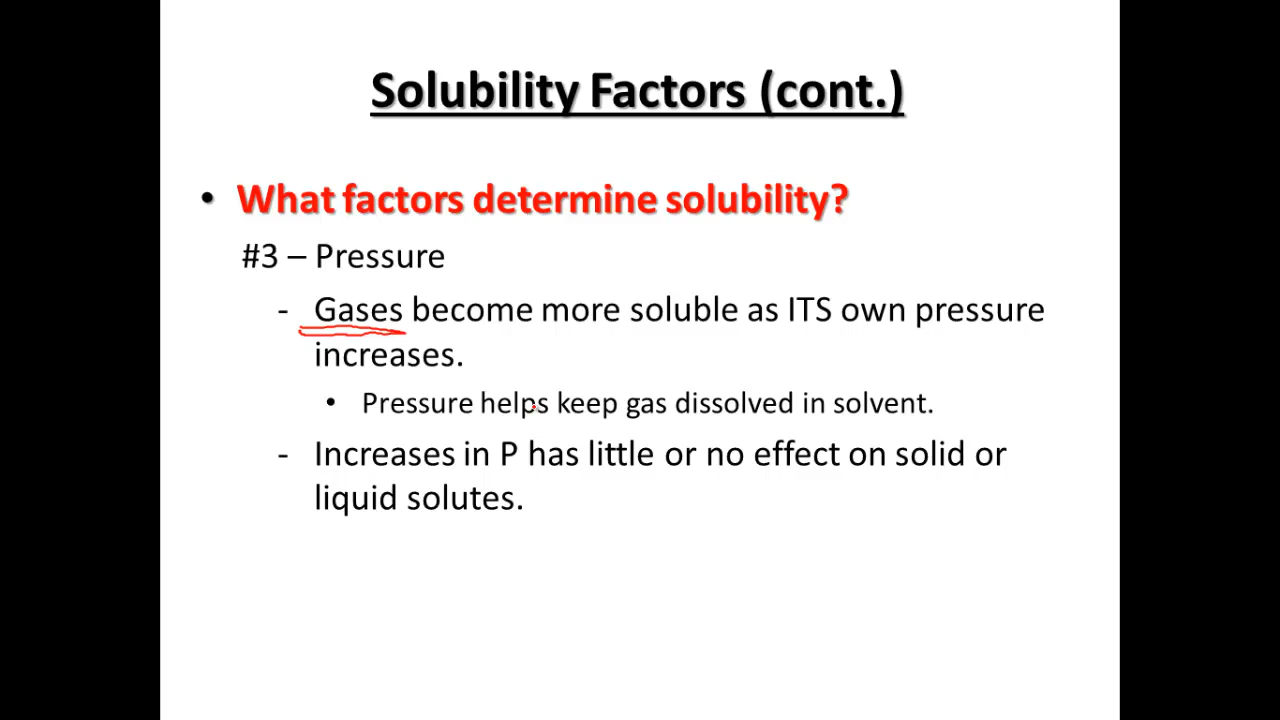 Solubility Factors (cont.)
• What factors determine solubility?
#3 – Pressure
- Gases become more soluble as ITS own pressure
increases.
• Pressure helps keep gas dissolved in solvent.
- Increases in P has little or no effect on solid or
liquid solutes.